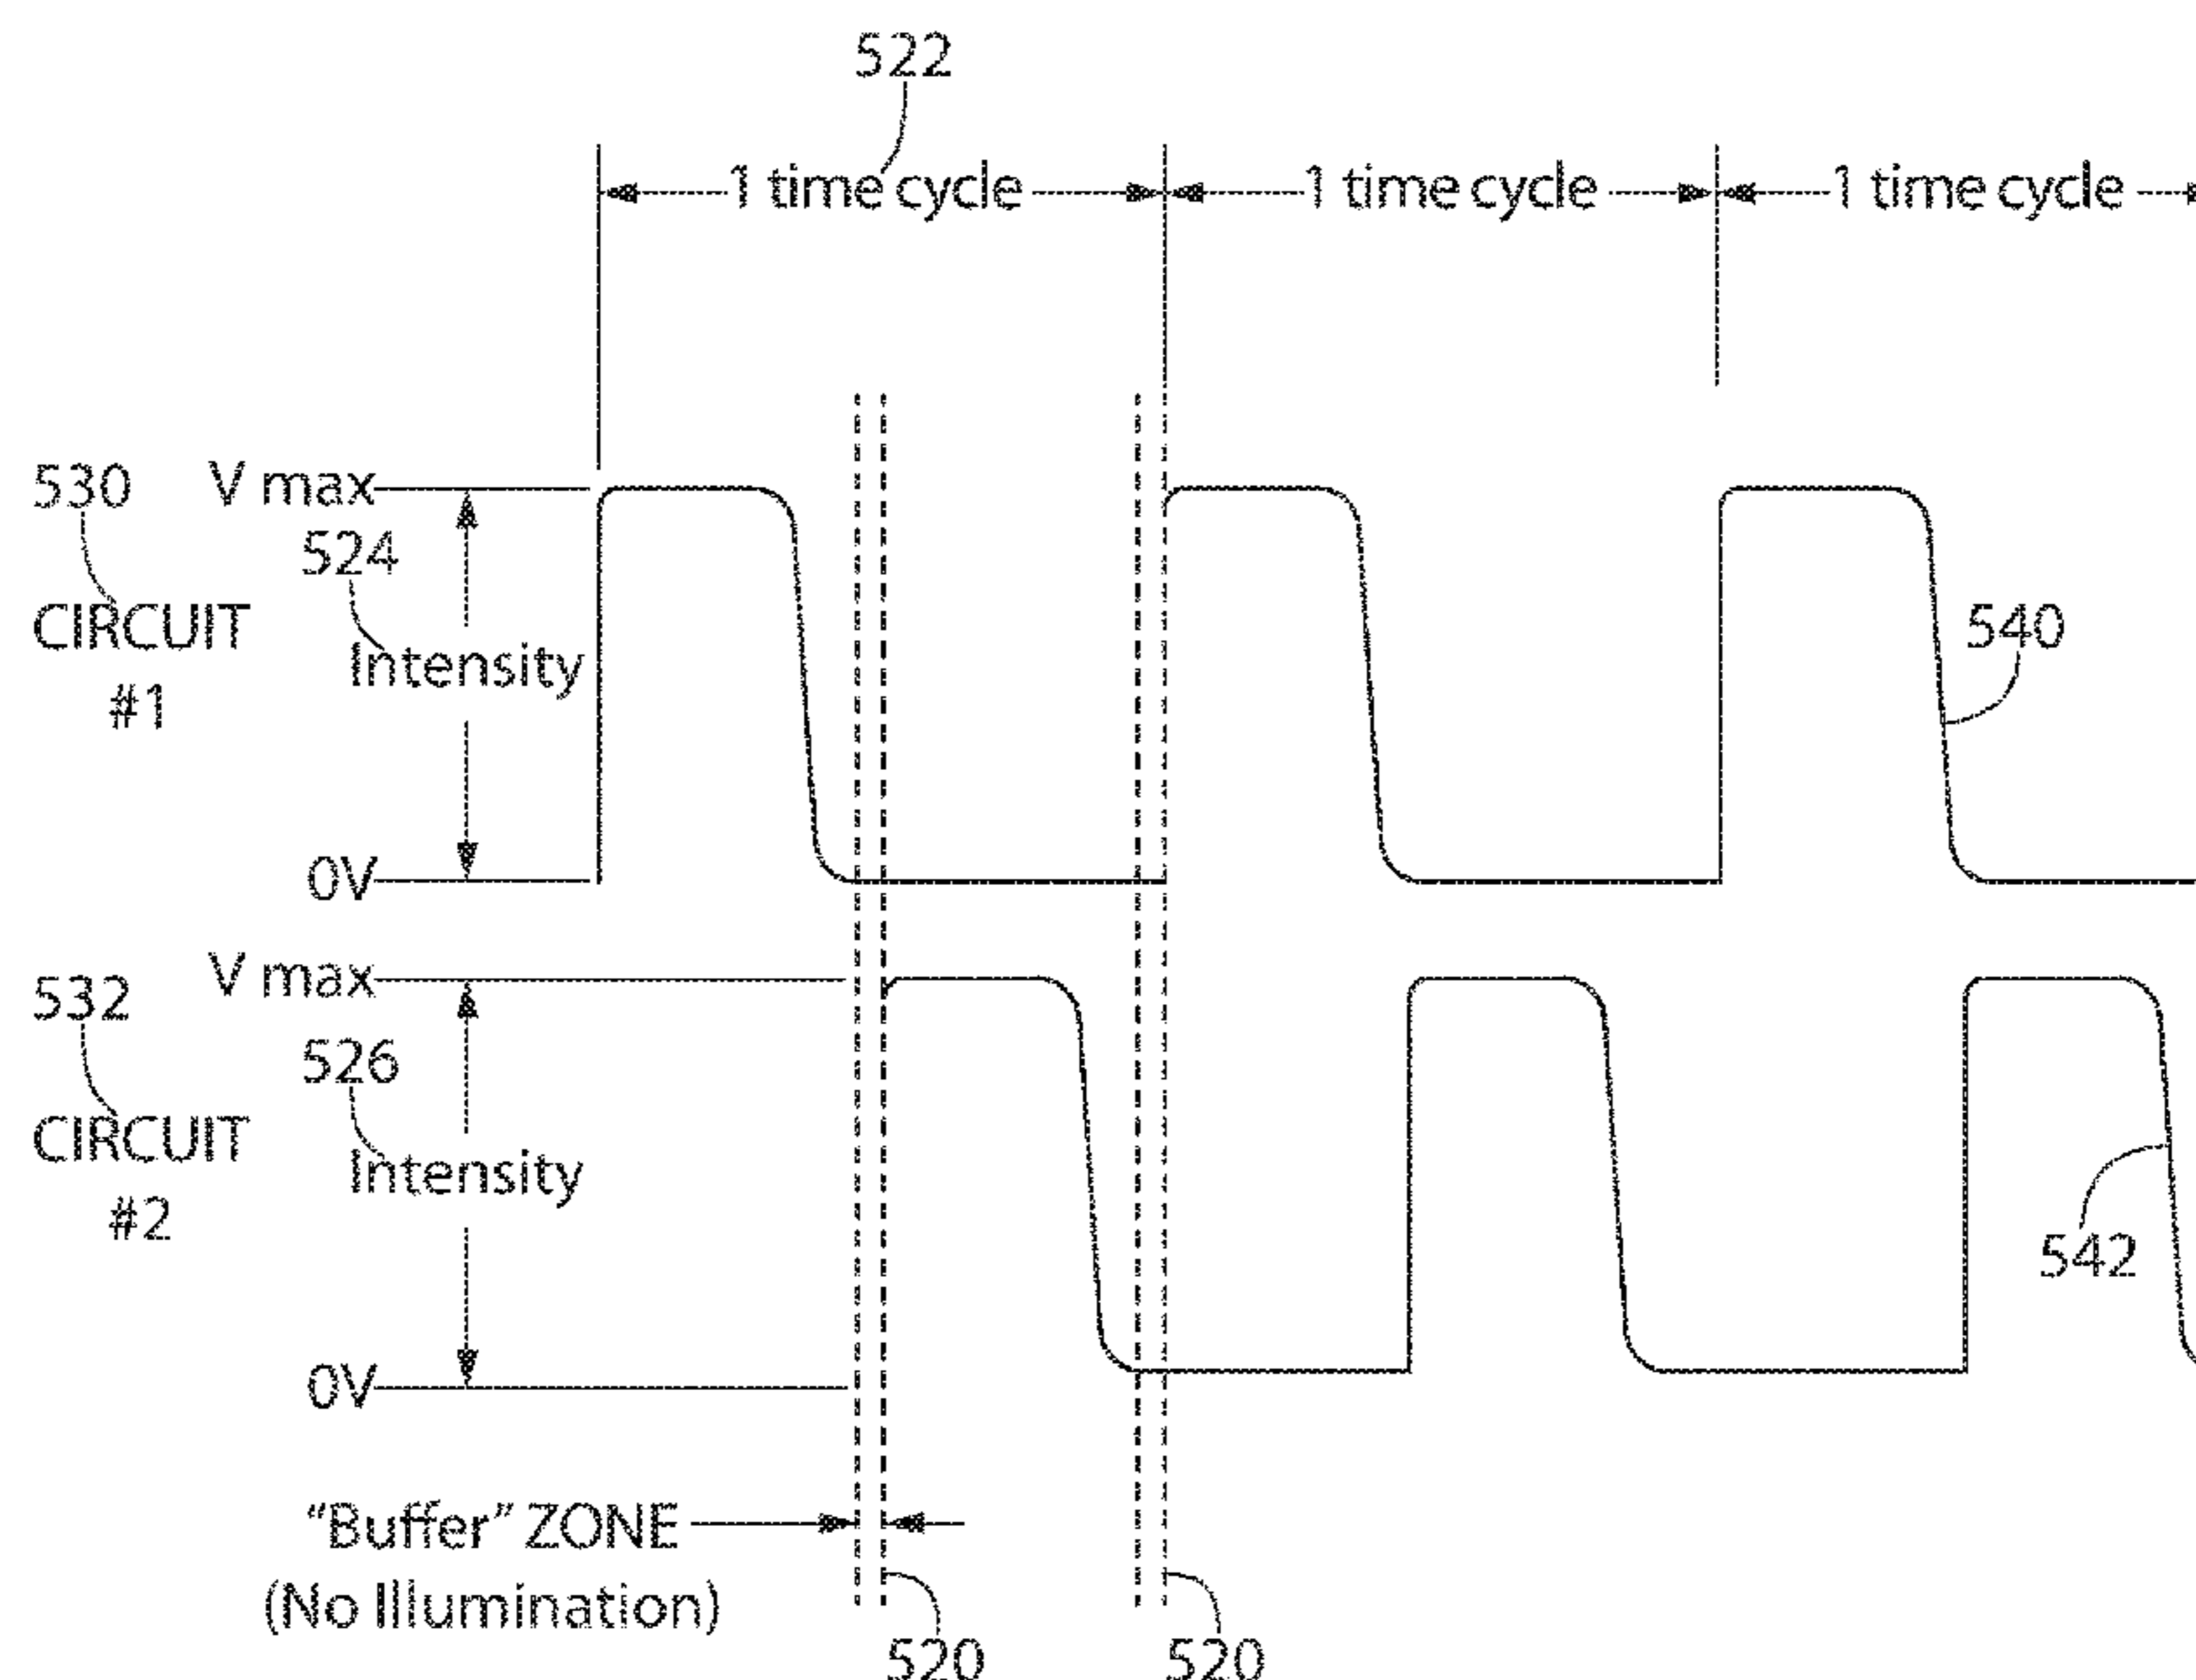 522
1 time cycle 1 time cycle 1 time cycle
530 V max
524
CIRCUIT
#1
Intensity
540
0V
532 V max
526
CIRCUIT
#2
Intensity
542
0V
“Buffer” ZONE
(No Illumination)
520 520